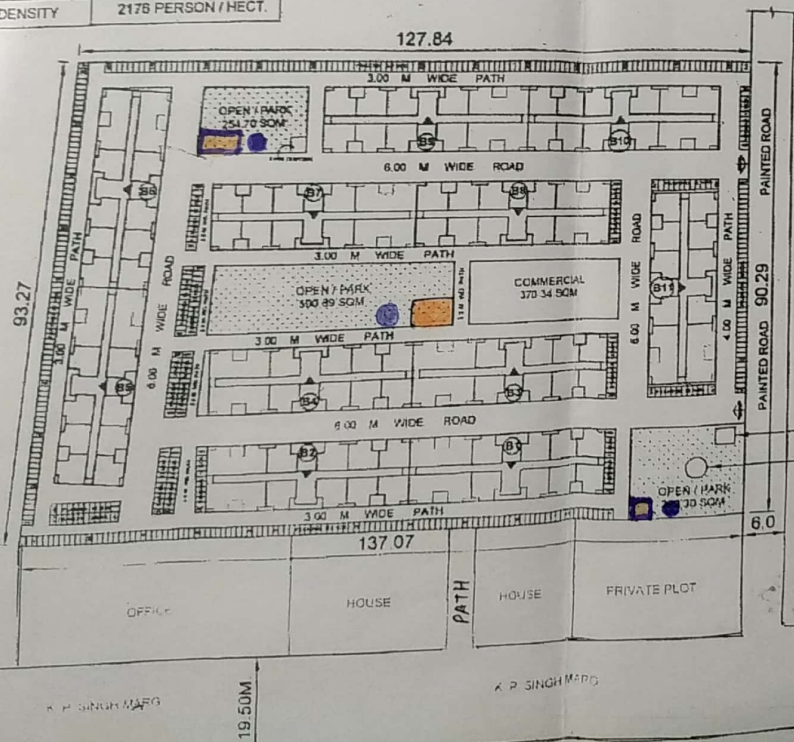 DENSITY 2176 PERSON / HECT.
127.84
3.00 M WIDE PATH
OPEN / PARK
254.70 SQM
B9
B10
6.00 M WIDE ROAD
PAINTED ROAD
B6
B7
B8
3.00 M WIDE PATH
6.00 M WIDE ROAD
3.00 M WIDE PATH
OPEN / PARK
COMMERCIAL
370.34 SQM
B11
6.00 M WIDE ROAD
4.00 M WIDE PATH
90.29
93.27
3.00 M WIDE PATH
B5
B4
B3
PAINTED ROAD
6.00 M WIDE ROAD
B2
B1
OPEN / PARK
3.00 M WIDE PATH
137.07
6.0
OFFICE
HOUSE
PATH
HOUSE
PRIVATE PLOT
K. P. SINGH MARG
19.50M.
K. P. SINGH MARG